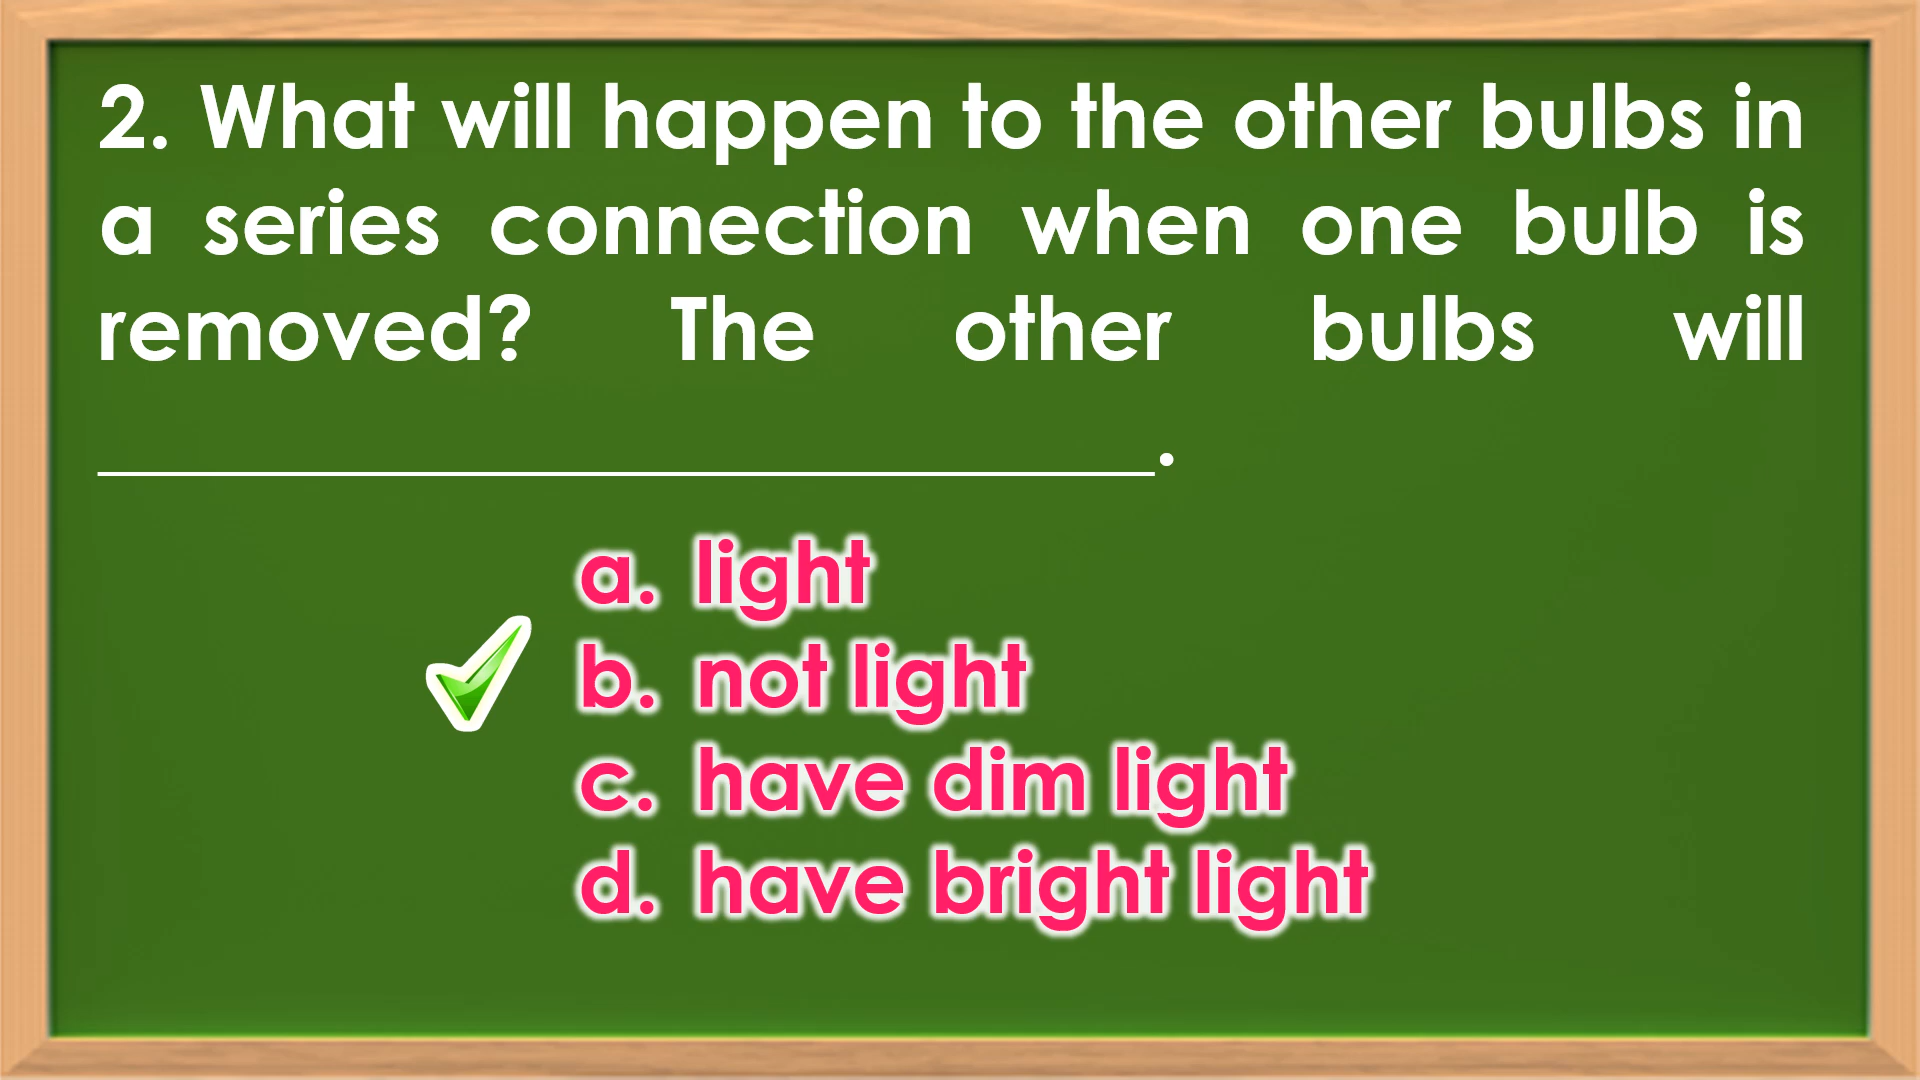 2. What will happen to the other bulbs in
a series connection when one bulb is
removed? The other bulbs will
______________________.
a. light
b. not light
c. have dim light
d. have bright light